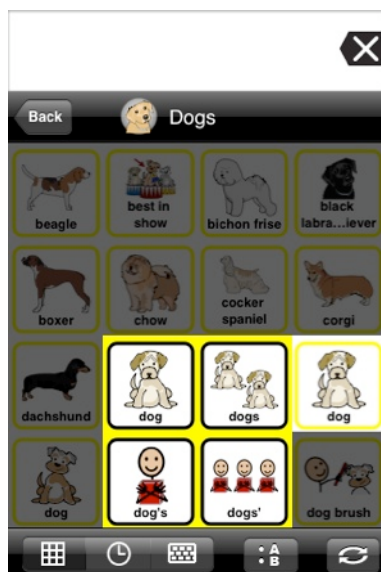 Back
Dogs
beagle
best in
show
bichon frise
black
labra...iever
boxer
chow
cocker
spaniel
corgi
dachshund
dog
dogs
dog
dog
dog's
dogs'
dog brush
A
B